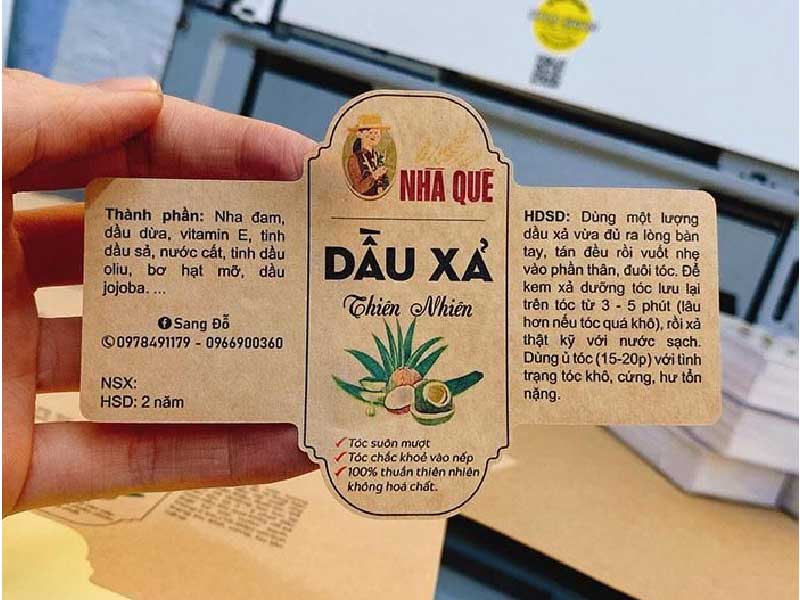 NHÀ QUÊ
DẦU XẢ
Thiên Nhiên
✓Tóc suôn mượt
✓Tóc chắc khoẻ vào nếp
✓100% thuần thiên nhiên
không hoá chất.
Thành phần: Nha đam,
dầu dừa, vitamin E, tinh
dầu sả, nước cất, tinh dầu
oliu, bơ hạt mỡ, dầu
jojoba. ...
Sang Đỗ
0978491179 - 0966900360
NSX:
HSD: 2 năm
HDSD: Dùng một lượng
dầu xả vừa đủ ra lòng bàn
tay, tán đều rồi vuốt nhẹ
vào phần thân, đuôi tóc. Để
kem xả dưỡng tóc lưu lại
trên tóc từ 3 - 5 phút (lâu
hơn nếu tóc quá khô), rồi xả
thật kỹ với nước sạch.
Dùng ủ tóc (15-20p) với tình
trạng tóc khô, cứng, hư tổn
nặng.